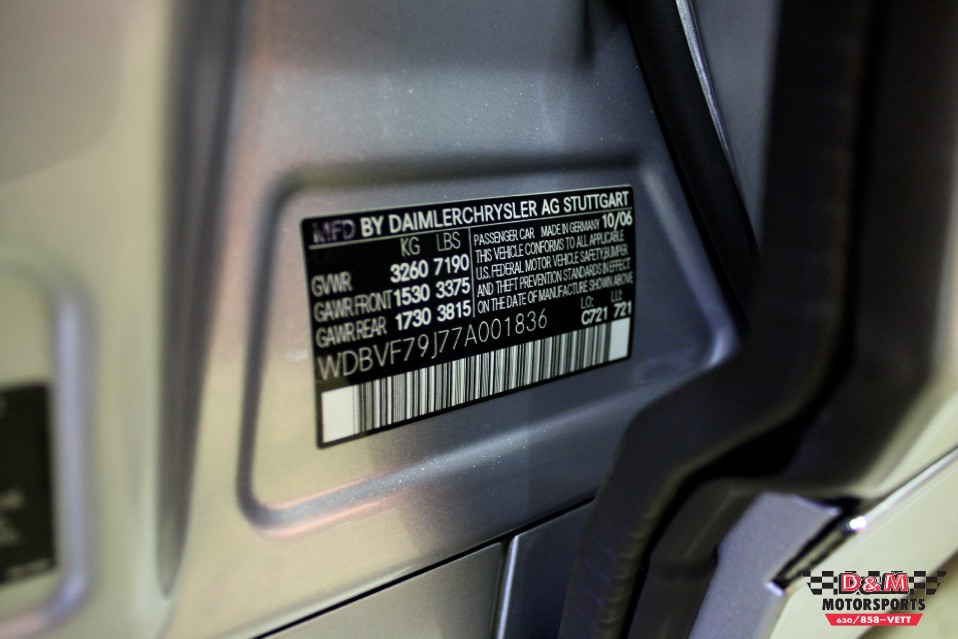 MFD BY DAIMLERCHRYSLER AG STUTTGART
KG LBS
GVWR 3260 7190
GAWR FRONT 1530 3375
GAWR REAR 1730 3815
PASSENGER CAR MADE IN GERMANY 10/06
THIS VEHICLE CONFORMS TO ALL APPLICABLE
U.S. FEDERAL MOTOR VEHICLE SAFETY,BUMPER
AND THEFT PREVENTION STANDARDS IN EFFECT
ON THE DATE OF MANUFACTURE SHOWN ABOVE
LO: LU:
C721 721
WDBVF79J77A001836
D&M
MOTORSPORTS
630/858-VETT